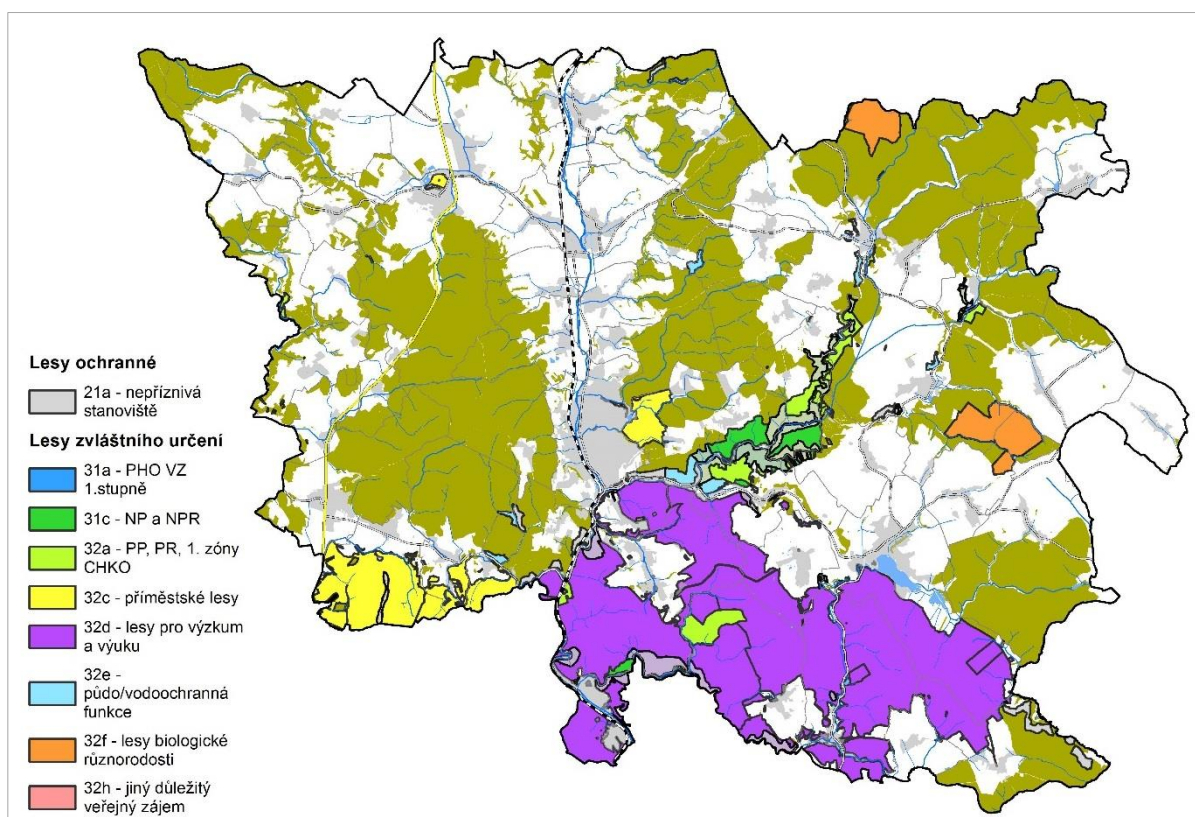 Lesy ochranné
21a - nepříznivá
stanoviště
Lesy zvláštního určení
31a - PHO VZ
1.stupně
31c - NP a NPR
32a - PP, PR, 1. zóny
CHKO
32c - příměstské lesy
32d - lesy pro výzkum
a výuku
32e -
půdo/vodoochranná
funkce
32f - lesy biologické
různorodosti
32h - jiný důležitý
veřejný zájem